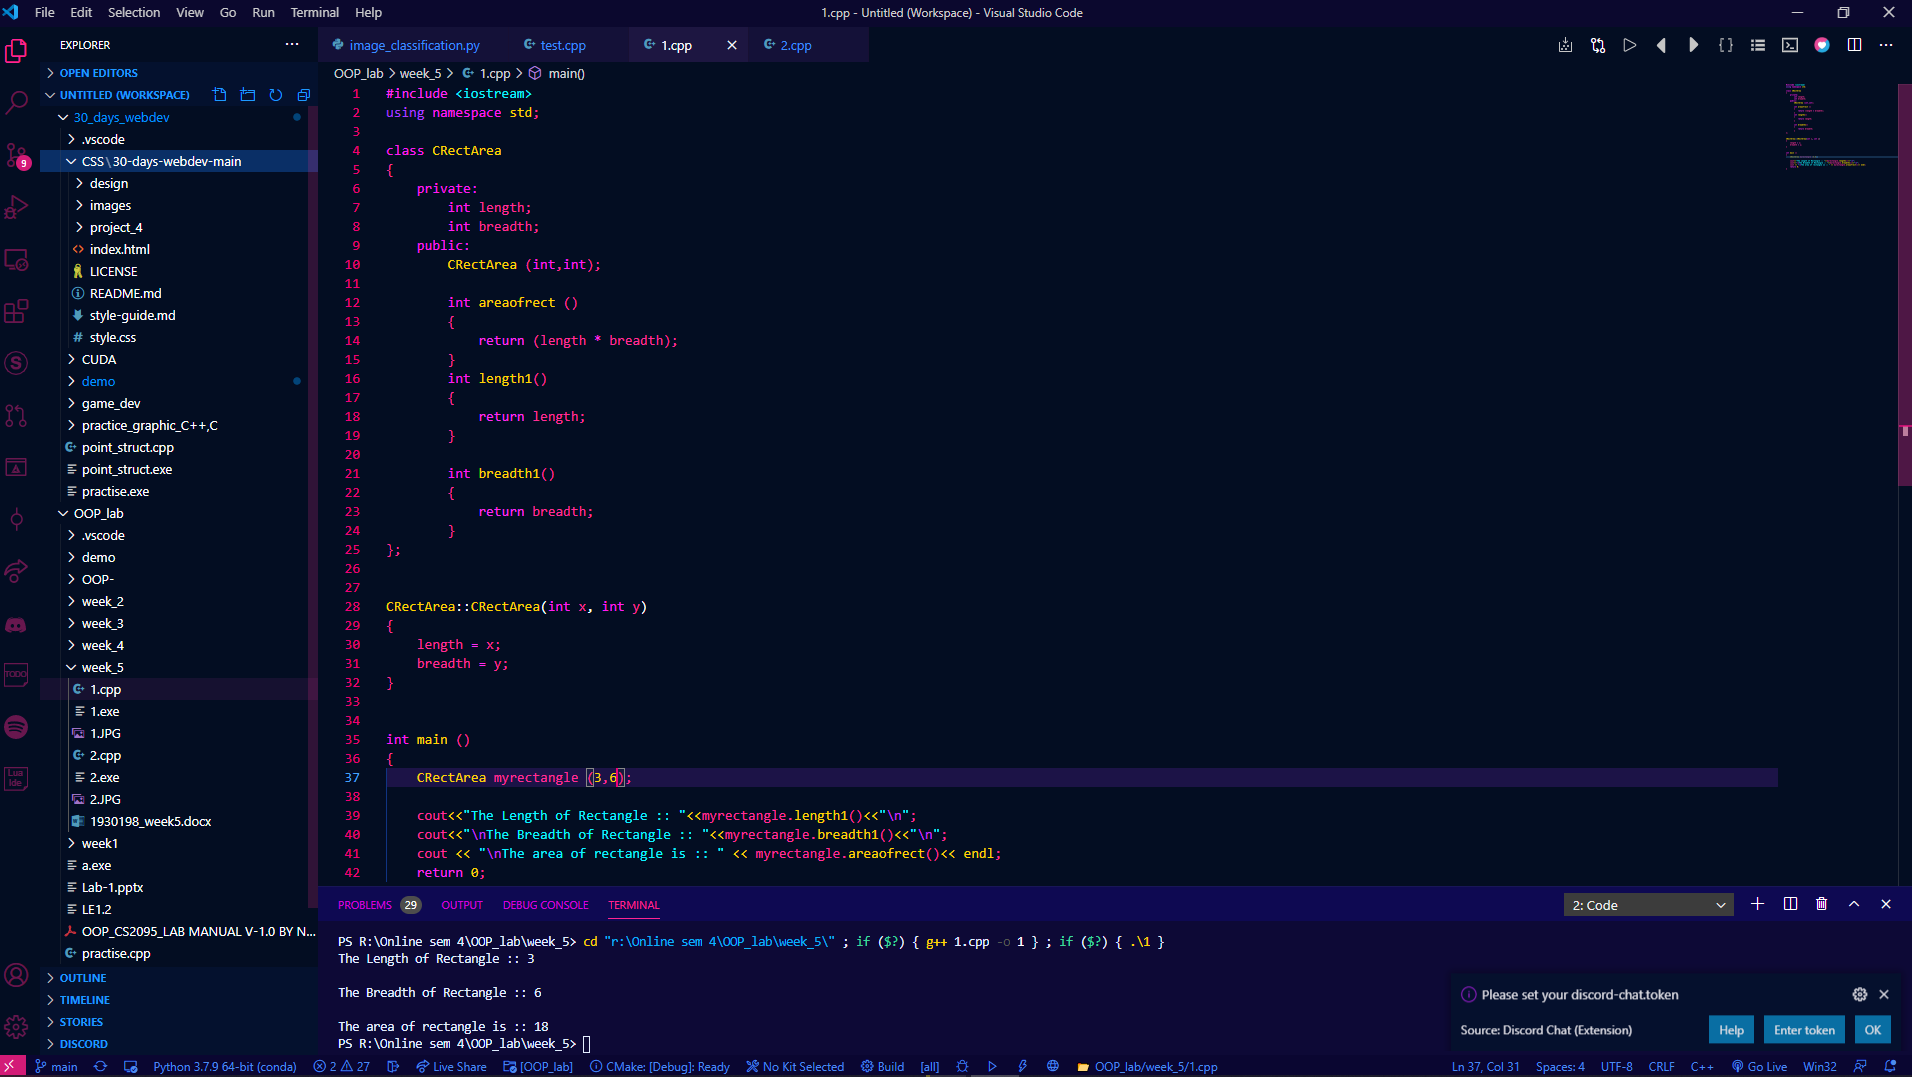 File Edit Selection View Go Run Terminal Help
1.cpp - Untitled (Workspace) - Visual Studio Code
EXPLORER
OPEN EDITORS
UNTITLED (WORKSPACE)
30_days_webdev
.vscode
CSS\30-days-webdev-main
design
images
project_4
index.html
LICENSE
README.md
style-guide.md
style.css
CUDA
demo
game_dev
practice_graphic_C++,C
point_struct.cpp
point_struct.exe
practise.exe
OOP_lab
.vscode
demo
OOP-
week_2
week_3
week_4
week_5
1.cpp
1.exe
1.JPG
2.cpp
2.exe
2.JPG
1930198_week5.docx
week1
a.exe
Lab-1.pptx
LE1.2
OOP_CS2095_LAB MANUAL V-1.0 BY N...
practise.cpp
OUTLINE
TIMELINE
STORIES
DISCORD
9
TODO
Lua
Ide
image_classification.py test.cpp 1.cpp 2.cpp
OOP_lab > week_5 > 1.cpp > main()
1 #include <iostream>
2 using namespace std;
3
4 class CRectArea
5 {
6 private:
7 int length;
8 int breadth;
9 public:
10 CRectArea (int,int);
11
12 int areaofrect ()
13 {
14 return (length * breadth);
15 }
16 int length1()
17 {
18 return length;
19 }
20
21 int breadth1()
22 {
23 return breadth;
24 }
25 };
26
27
28 CRectArea::CRectArea(int x, int y)
29 {
30 length = x;
31 breadth = y;
32 }
33
34
35 int main ()
36 {
37 CRectArea myrectangle (3,6);
38
39 cout<<"The Length of Rectangle :: "<<myrectangle.length1()<<"\n";
40 cout<<"\nThe Breadth of Rectangle :: "<<myrectangle.breadth1()<<"\n";
41 cout << "\nThe area of rectangle is :: " << myrectangle.areaofrect()<< endl;
42 return 0;
PROBLEMS 29 OUTPUT DEBUG CONSOLE TERMINAL
2: Code
PS R:\Online sem 4\OOP_lab\week_5> cd "r:\Online sem 4\OOP_lab\week_5\" ; if ($?) { g++ 1.cpp -o 1 } ; if ($?) { .\1 }
The Length of Rectangle :: 3
The Breadth of Rectangle :: 6
The area of rectangle is :: 18
PS R:\Online sem 4\OOP_lab\week_5>
Please set your discord-chat.token
Source: Discord Chat (Extension)
Help Enter token OK
main Python 3.7.9 64-bit (conda) 2 27 Live Share [OOP_lab] CMake: [Debug]: Ready No Kit Selected Build [all] OOP_lab/week_5/1.cpp Ln 37, Col 31 Spaces: 4 UTF-8 CRLF C++ Go Live Win32